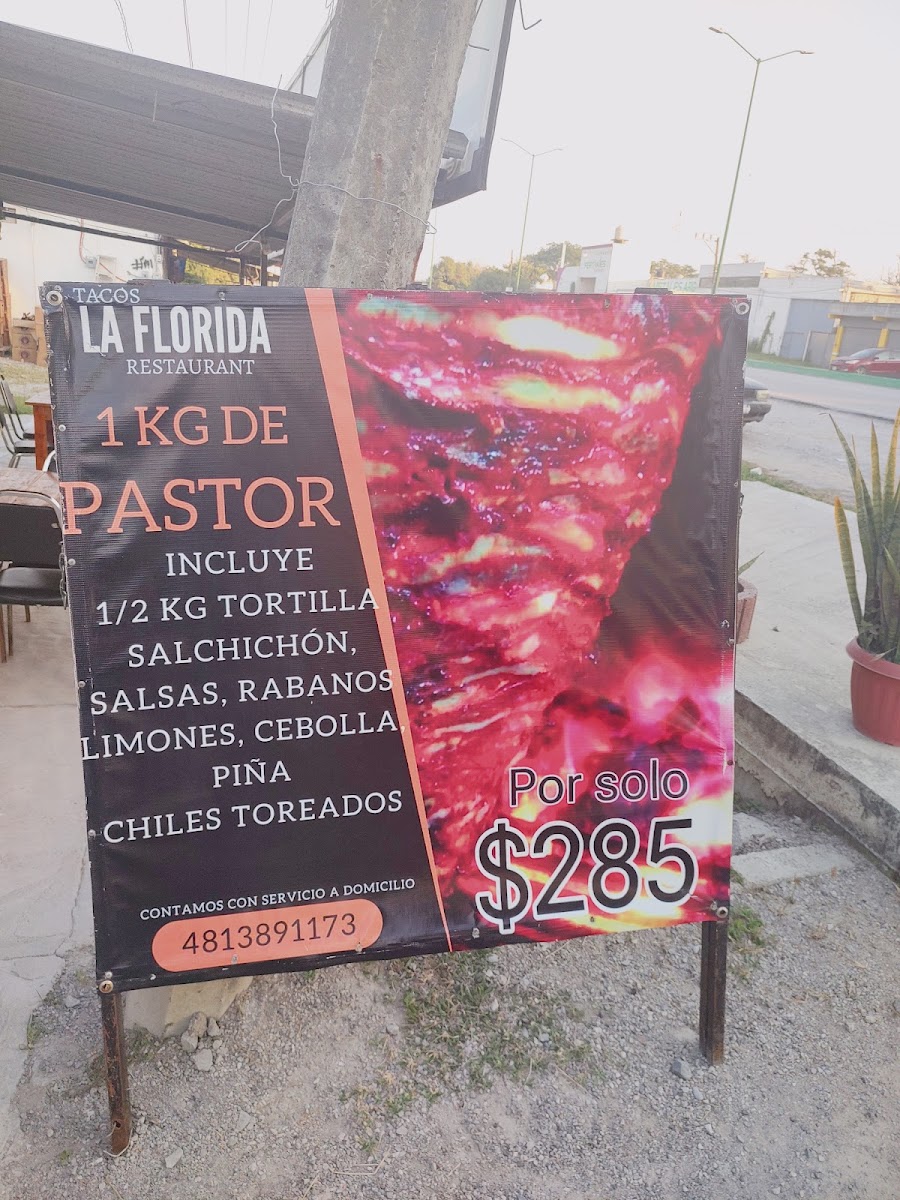 TACOS
LA FLORIDA
RESTAURANT
1 KG DE
PASTOR
INCLUYE
1/2 KG TORTILLA
SALCHICHÓN,
SALSAS, RABANOS
LIMONES, CEBOLLA,
PIÑA
CHILES TOREADOS
Por solo
$285
CONTAMOS CON SERVICIO A DOMICILIO
4813891173